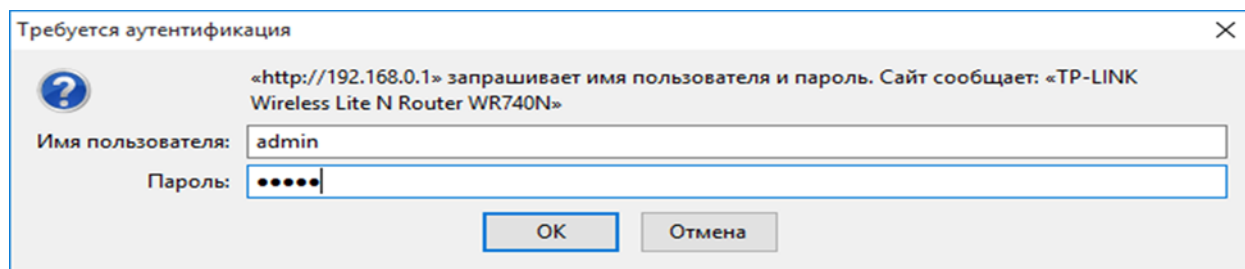 Требуется аутентификация
«http://192.168.0.1» запрашивает имя пользователя и пароль. Сайт сообщает: «TP-LINK
Wireless Lite N Router WR740N»
Имя пользователя: admin
Пароль: •••••
OK Отмена